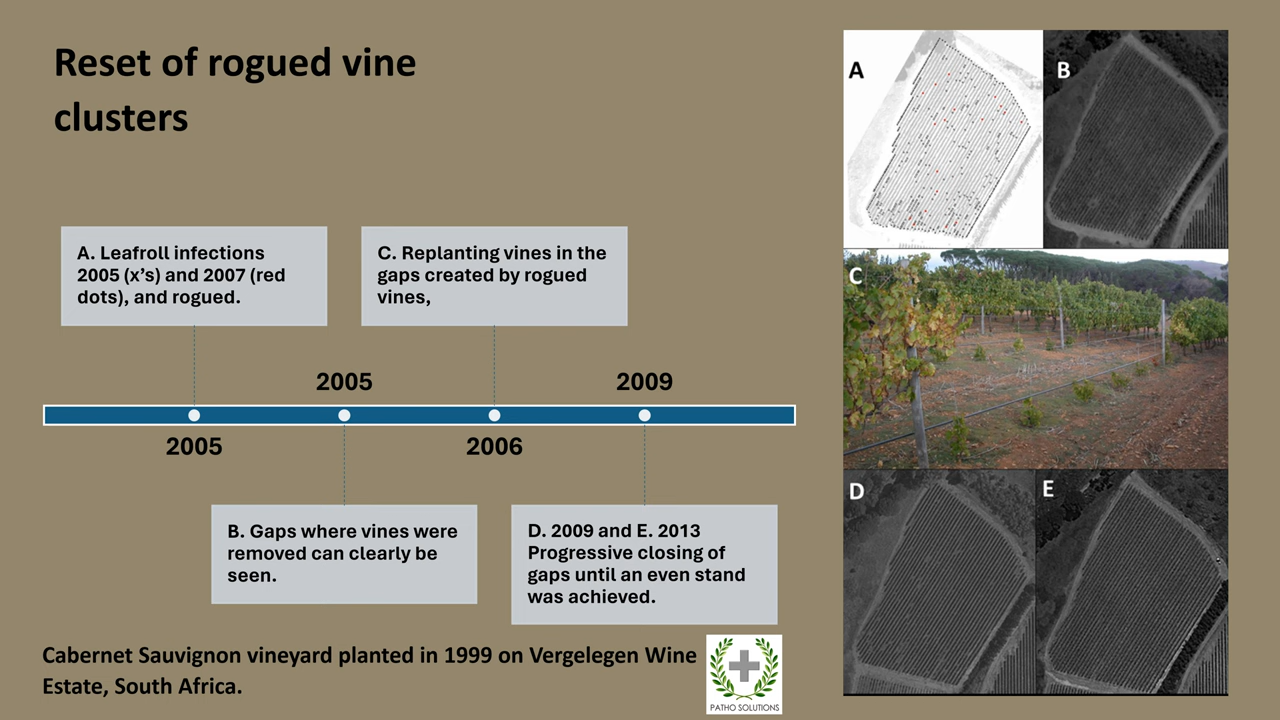 Reset of rogued vine
clusters
A. Leafroll infections
2005 (x’s) and 2007 (red
dots), and rogued.
C. Replanting vines in the
gaps created by rogued
vines,
2005
2009
2005
2006
B. Gaps where vines were
removed can clearly be
seen.
D. 2009 and E. 2013
Progressive closing of
gaps until an even stand
was achieved.
Cabernet Sauvignon vineyard planted in 1999 on Vergelegen Wine
Estate, South Africa.
PATHO SOLUTIONS
A
B
C
D
E